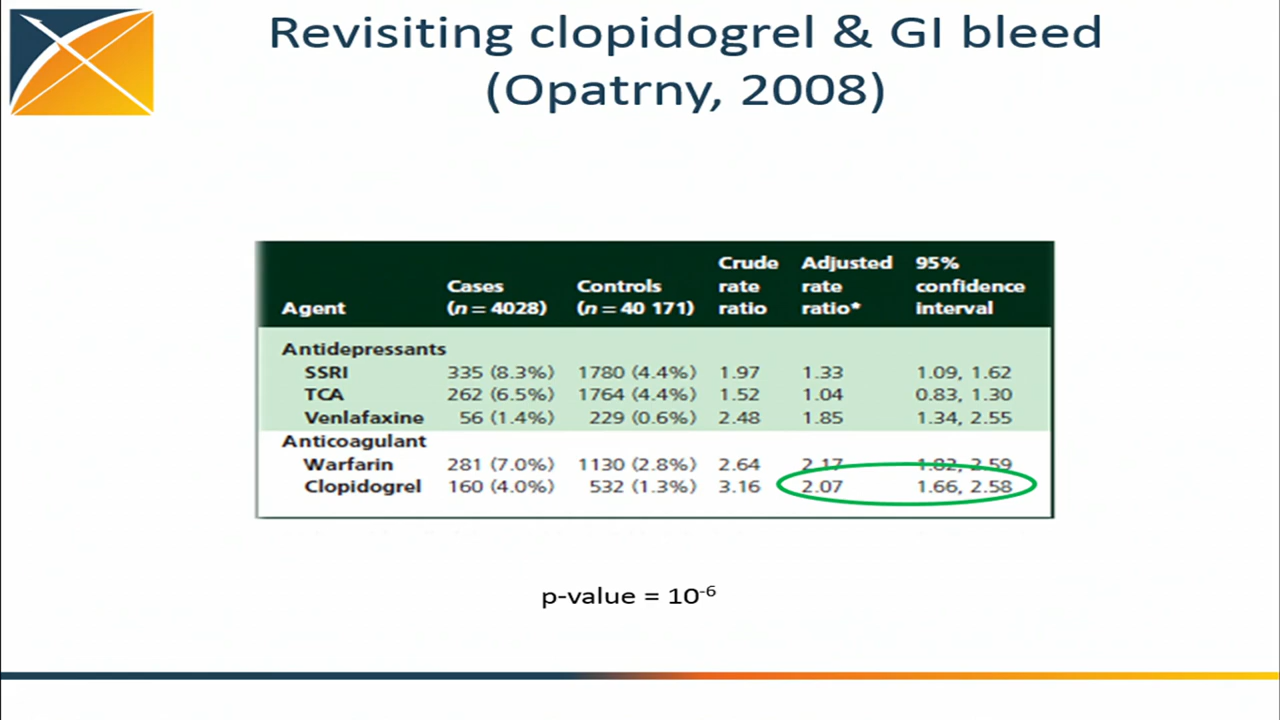 Revisiting clopidogrel & GI bleed
(Opatrny, 2008)
Crude Adjusted 95%
Cases Controls rate rate confidence
Agent (n = 4028) (n = 40 171) ratio ratio* interval
Antidepressants
SSRI 335 (8.3%) 1780 (4.4%) 1.97 1.33 1.09, 1.62
TCA 262 (6.5%) 1764 (4.4%) 1.52 1.04 0.83, 1.30
Venlafaxine 56 (1.4%) 229 (0.6%) 2.48 1.85 1.34, 2.55
Anticoagulant
Warfarin 281 (7.0%) 1130 (2.8%) 2.64 2.17 1.82, 2.59
Clopidogrel 160 (4.0%) 532 (1.3%) 3.16 2.07 1.66, 2.58
p-value = 10⁻⁶